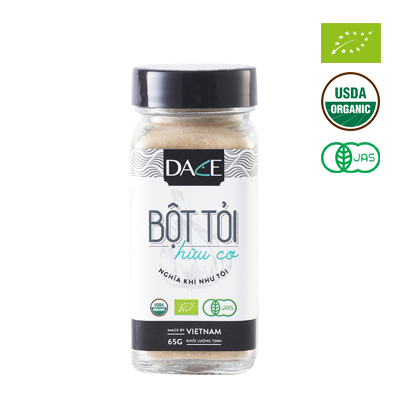 USDA
ORGANIC
JAS
DACE
BỘT TỎI
hữu cơ
NGHĨA KHÍ NHƯ TỎI
USDA
ORGANIC
JAS
MADE BY VIETNAM
65G KHỐI LƯỢNG TỊNH